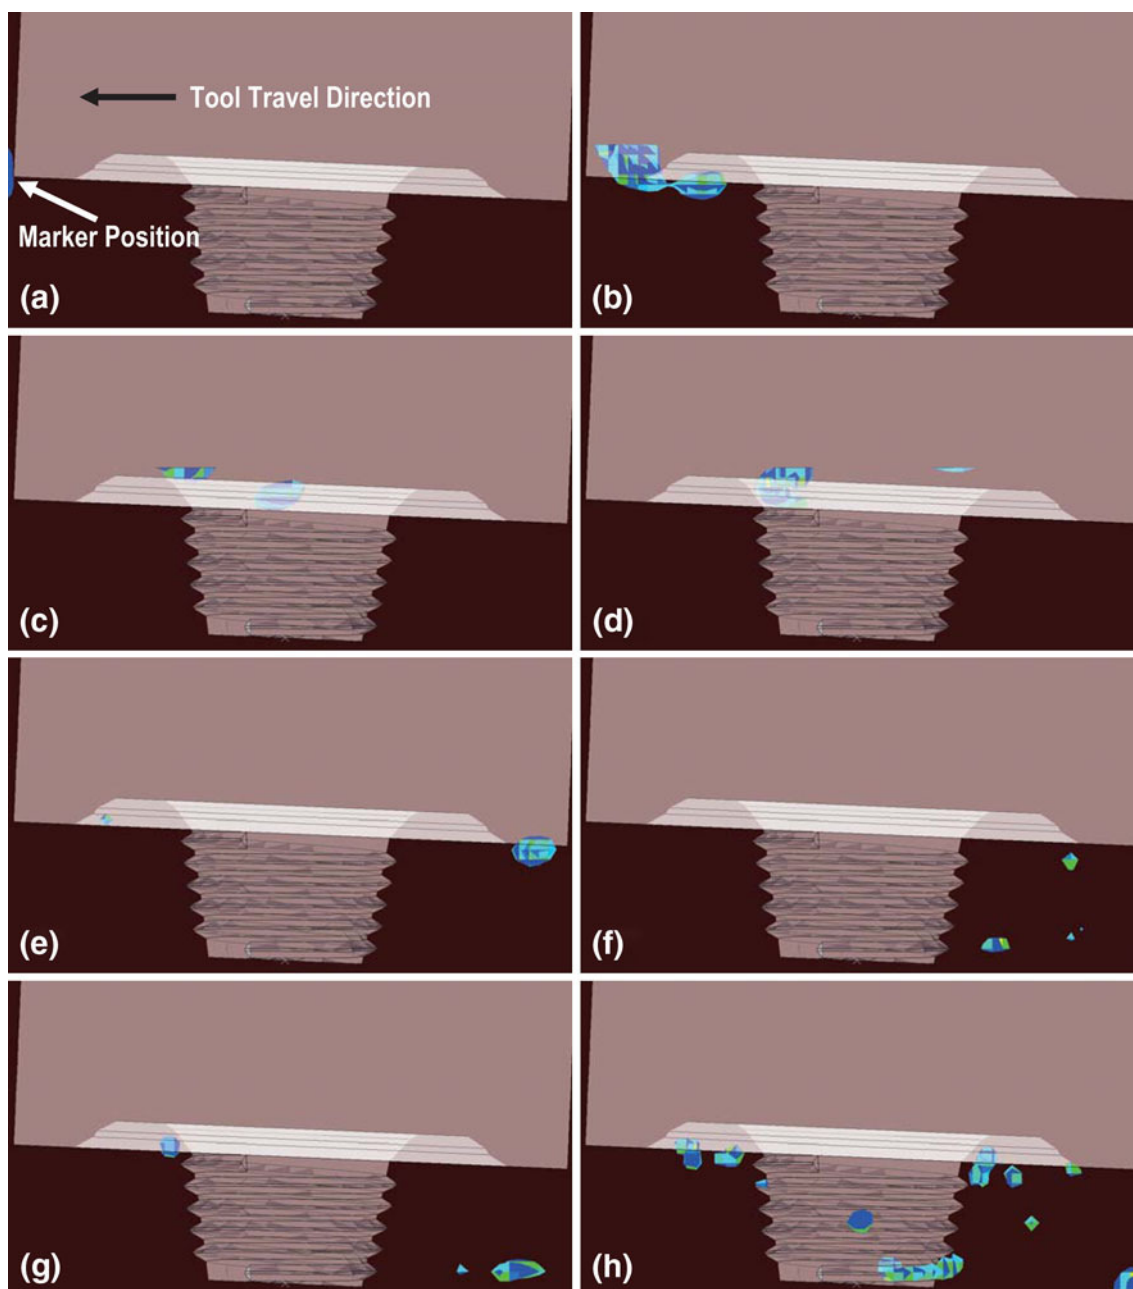 Tool Travel Direction
Marker Position
(a)
(b)
(c)
(d)
(e)
(f)
(g)
(h)